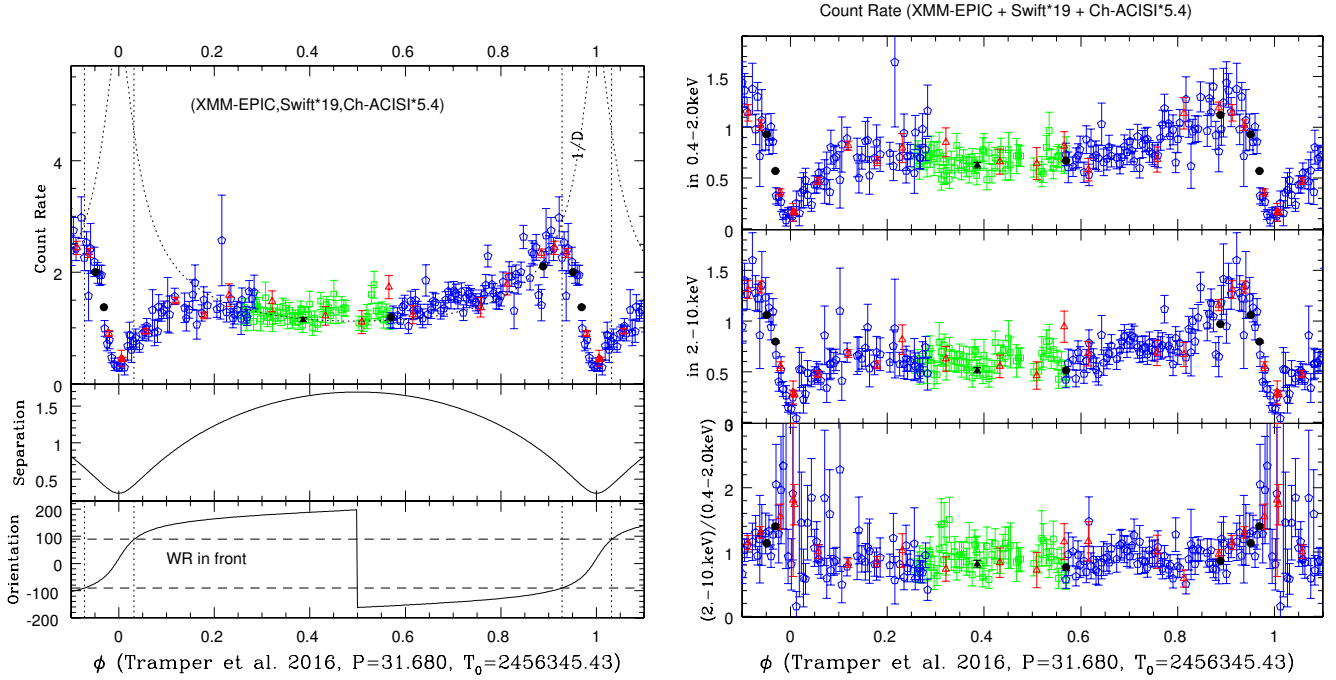 Count Rate (XMM-EPIC + Swift*19 + Ch-ACISI*5.4)
0 0.2 0.4 0.6 0.8 1
(XMM-EPIC,Swift*19,Ch-ACISI*5.4)
1/D
Count Rate
4
2
0
Separation
1.5
1
0.5
Orientation
200
100
0
-100
-200
WR in front
0 0.2 0.4 0.6 0.8 1
ϕ (Tramper et al. 2016, P=31.680, T₀=2456345.43)
in 0.4-2.0keV
1.5
1
0.5
0
in 2.-10.keV
1.5
1
0.5
0
(2.-10.keV)/(0.4-2.0keV)
3
2
1
0
0 0.2 0.4 0.6 0.8 1
ϕ (Tramper et al. 2016, P=31.680, T₀=2456345.43)